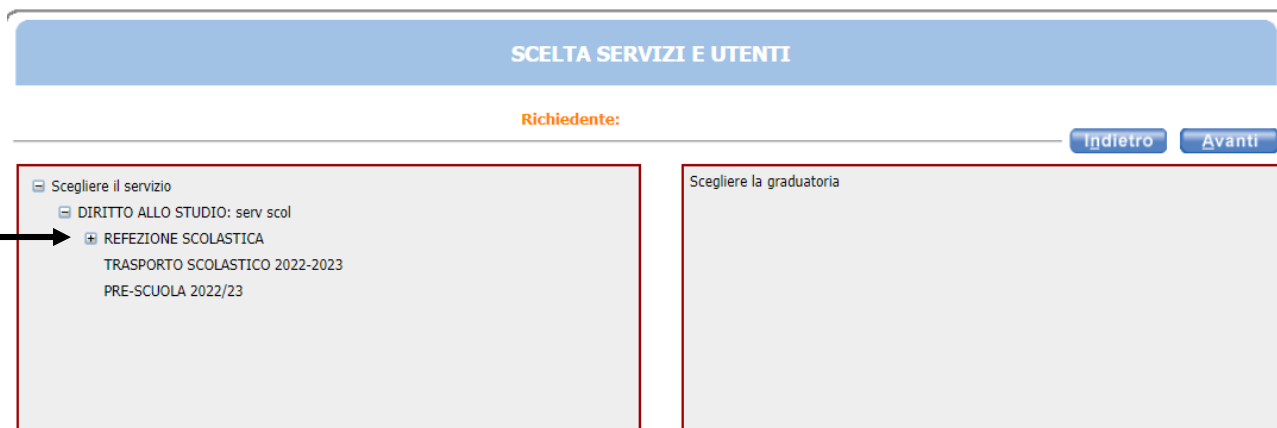 SCELTA SERVIZI E UTENTI
Richiedente:
Indietro Avanti
Scegliere il servizio
DIRITTO ALLO STUDIO: serv scol
REFEZIONE SCOLASTICA
TRASPORTO SCOLASTICO 2022-2023
PRE-SCUOLA 2022/23
Scegliere la graduatoria